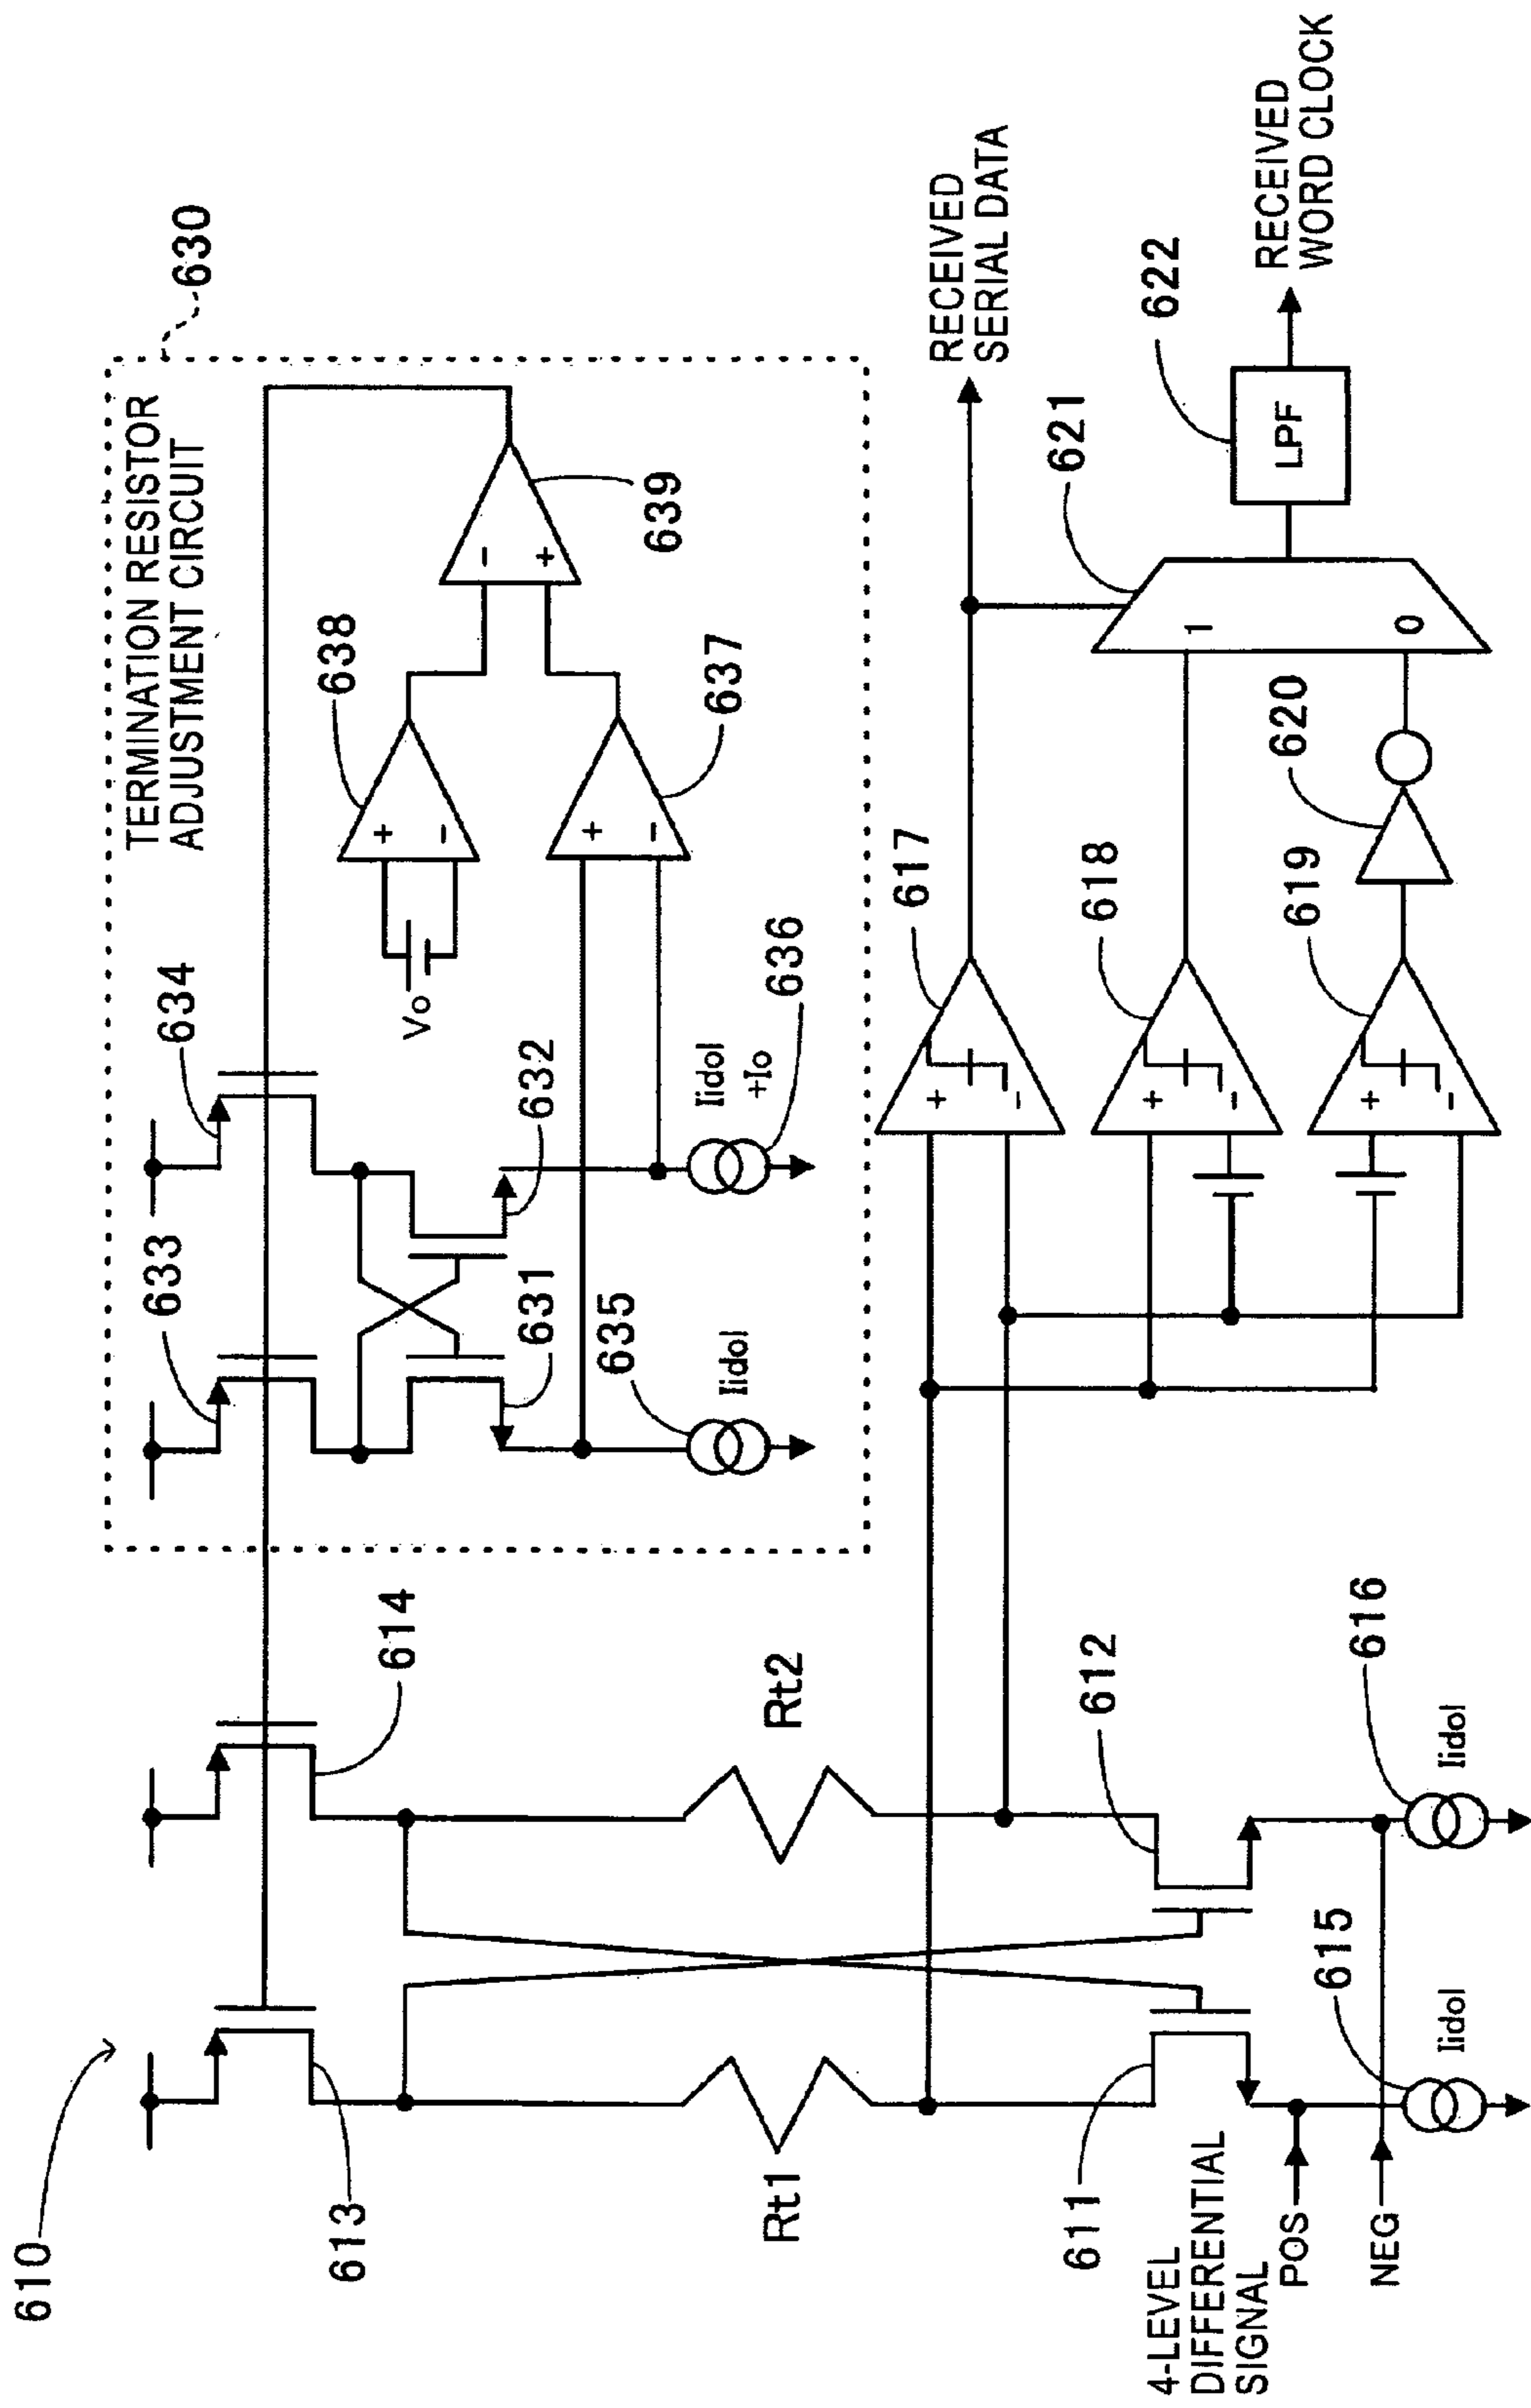 610
613
614
Rt1
Rt2
611
612
4-LEVEL
DIFFERENTIAL
SIGNAL
POS
NEG
615
Iidol
616
Iidol
TERMINATION RESISTOR
ADJUSTMENT CIRCUIT
630
633
634
631
632
635
Iidol
636
Iidol
+Io
Vo
+
-
638
+
-
637
-
+
639
+
-
617
+
-
618
+
-
619
620
1
0
621
LPF
622
RECEIVED
SERIAL DATA
RECEIVED
WORD CLOCK